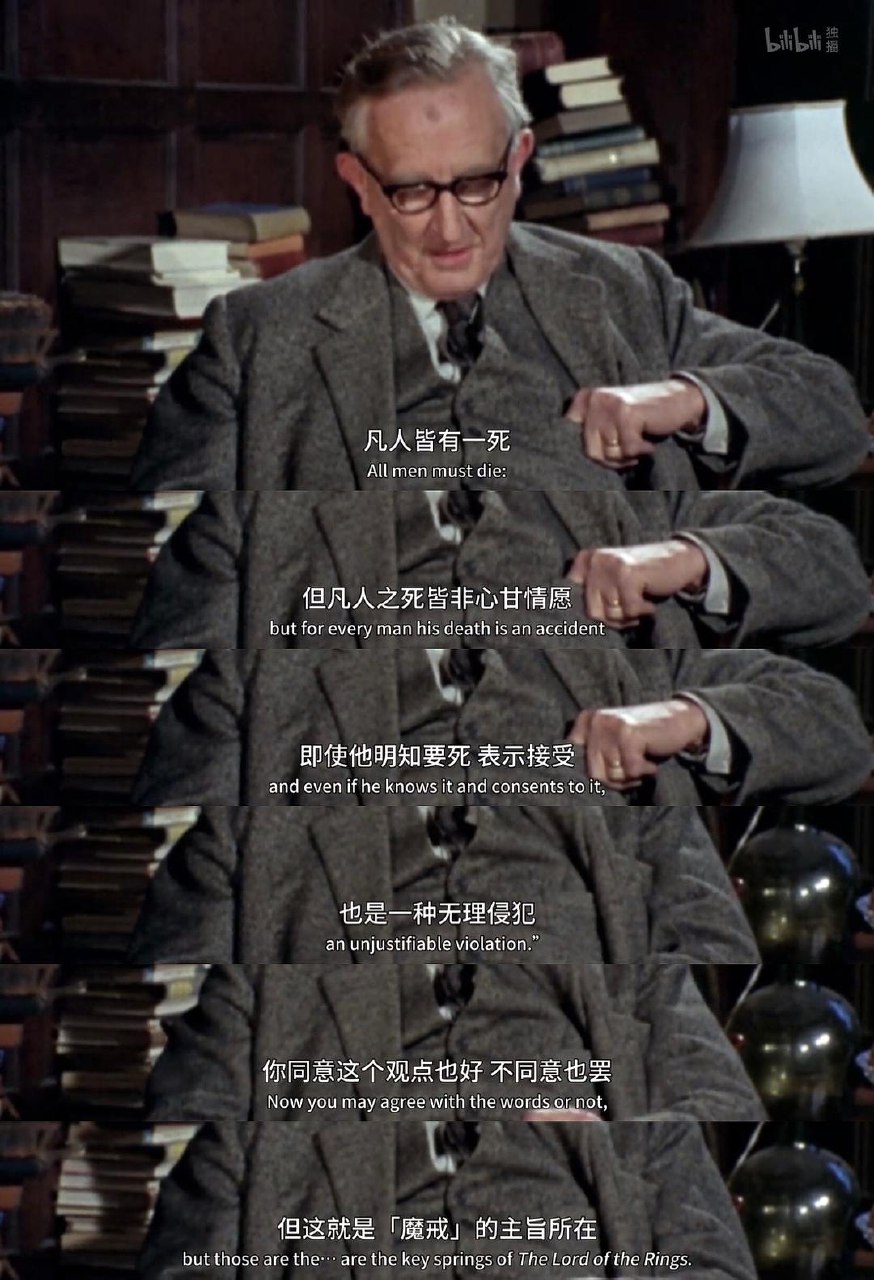 bilibili 独播
凡人皆有一死
All men must die:
但凡人之死皆非心甘情愿
but for every man his death is an accident
即使他明知要死 表示接受
and even if he knows it and consents to it,
也是一种无理侵犯
an unjustifiable violation.”
你同意这个观点也好 不同意也罢
Now you may agree with the words or not,
但这就是「魔戒」的主旨所在
but those are the… are the key springs of The Lord of the Rings.